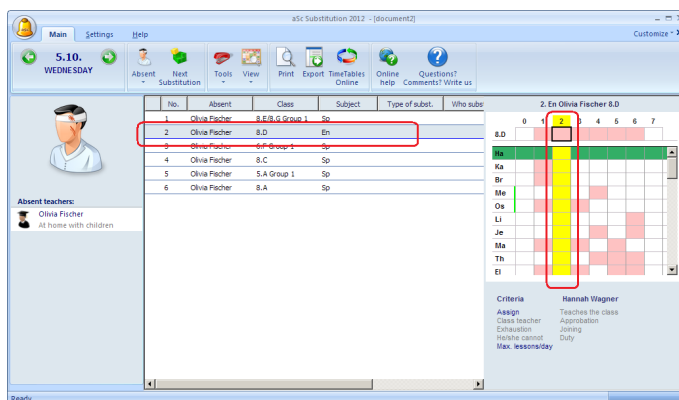 aSc Substitution 2012 - [document2]
Main Settings Help Customize
5.10.
WEDNESDAY
Absent Next Substitution Tools View Print Export TimeTables Online Online help Questions? Comments? Write us
No. Absent Class Subject Type of subst. Who subs
1 Olivia Fischer 8.E/8.G Group 1 Sp
2 Olivia Fischer 8.D En
3 Olivia Fischer 6.F Group 1 Sp
4 Olivia Fischer 8.C Sp
5 Olivia Fischer 5.A Group 1 Sp
6 Olivia Fischer 8.A Sp
Absent teachers:
Olivia Fischer
At home with children
2. En Olivia Fischer 8.D
0 1 2 3 4 5 6 7
8.D
Ha
Ka
Br
Me
Os
Li
Je
Ma
Th
El
Criteria Hannah Wagner
Assign Teaches the class
Class teacher Approbation
Exhaustion Joining
He/she cannot Duty
Max. lessons/day
Ready